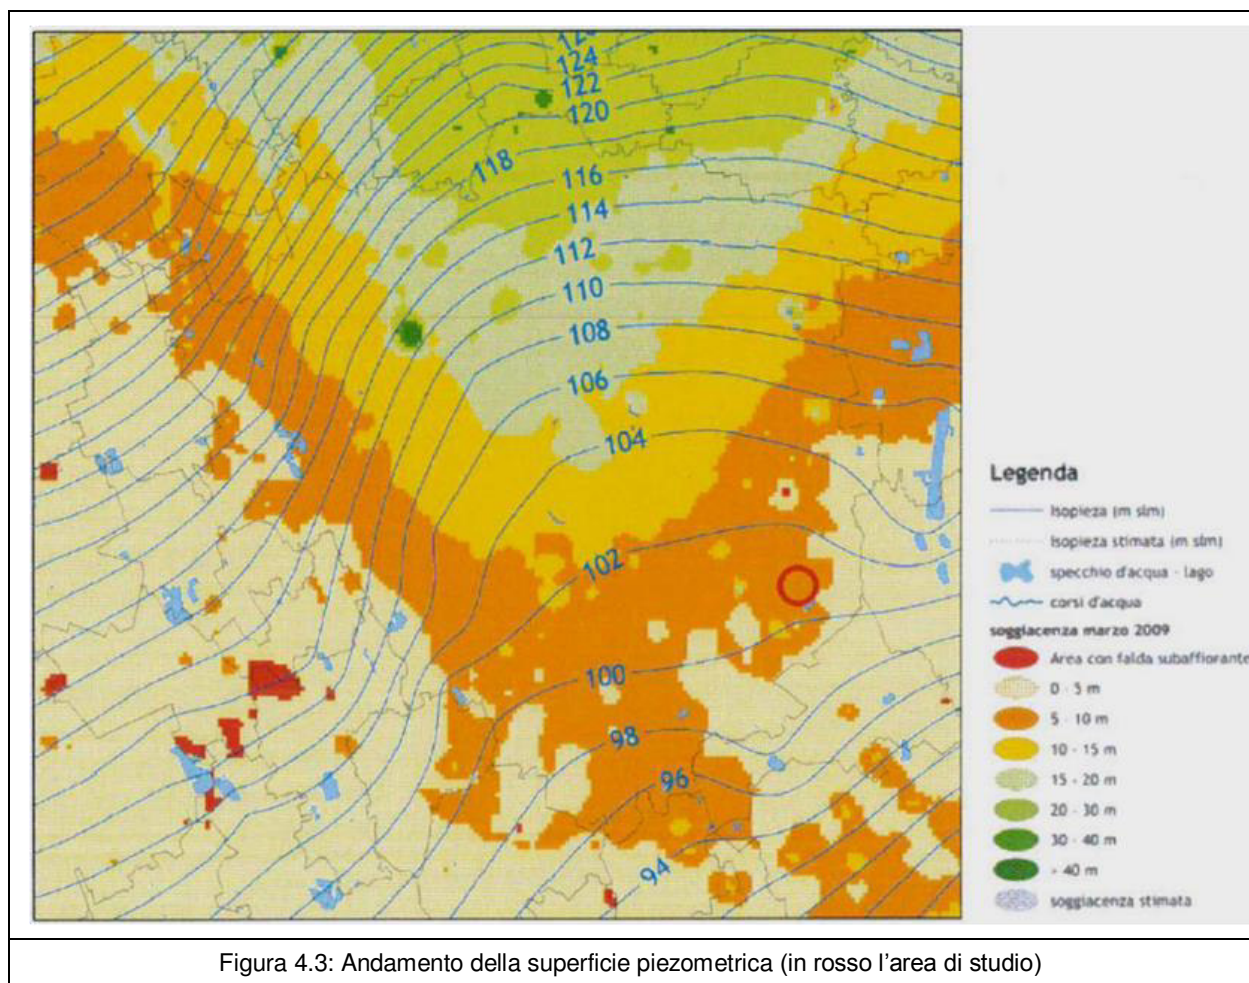 124
122
120
118
116
114
112
110
108
106
104
102
100
98
96
94
Legenda
Isopieza (m slm)
Isopieza stimata (m slm)
specchio d'acqua - lago
corsi d'acqua
soggiacenza marzo 2009
Area con falda subaffiorante
0 - 5 m
5 - 10 m
10 - 15 m
15 - 20 m
20 - 30 m
30 - 40 m
> 40 m
soggiacenza stimata
Figura 4.3: Andamento della superficie piezometrica (in rosso l'area di studio)